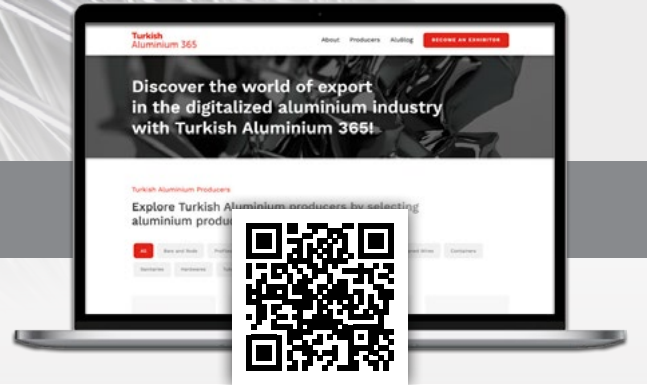 Turkish
Aluminium 365
About Producers AluBlog BECOME AN EXHIBITOR
Discover the world of export
in the digitalized aluminium industry
with Turkish Aluminium 365!
Turkish Aluminium Producers
Explore Turkish Aluminium producers by selecting
aluminium
All Bars and Rods Wires Containers
Sanitaries Hardwares